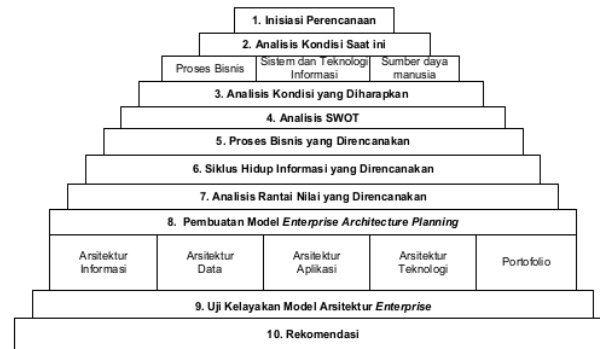 1. Inisiasi Perencanaan
2. Analisis Kondisi Saat ini
Proses Bisnis
Sistem dan Teknologi
Informasi
Sumber daya
manusia
3. Analisis Kondisi yang Diharapkan
4. Analisis SWOT
5. Proses Bisnis yang Direncanakan
6. Siklus Hidup Informasi yang Direncanakan
7. Analisis Rantai Nilai yang Direncanakan
8. Pembuatan Model Enterprise Architecture Planning
Arsitektur
Informasi
Arsitektur
Data
Arsitektur
Aplikasi
Arsitektur
Teknologi
Portofolio
9. Uji Kelayakan Model Arsitektur Enterprise
10. Rekomendasi